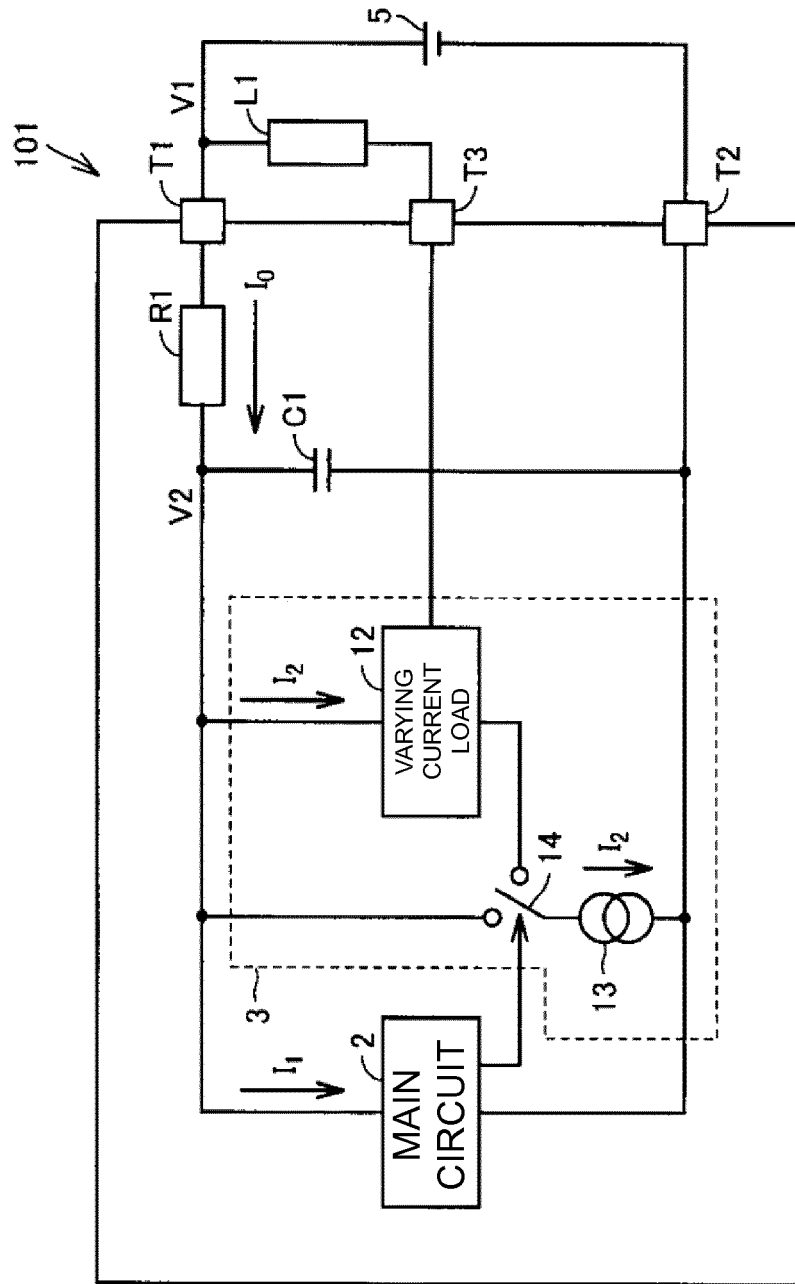 101
T1
V1
L1
5
T3
T2
R1
I₀
C1
V2
I₂
12
VARYING
CURRENT
LOAD
14
I₂
13
3
I₁
2
MAIN
CIRCUIT